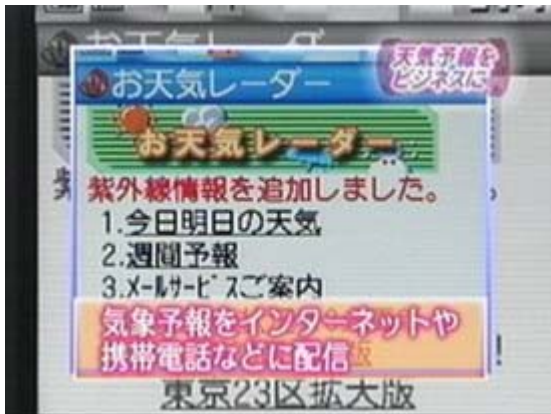 天気予報を
ビジネスに
お天気レーダー
お天気レーダー
紫外線情報を追加しました。
1.今日明日の天気
2.週間予報
3.メールサービスご案内
気象予報をインターネットや
携帯電話などに配信
東京23区拡大版